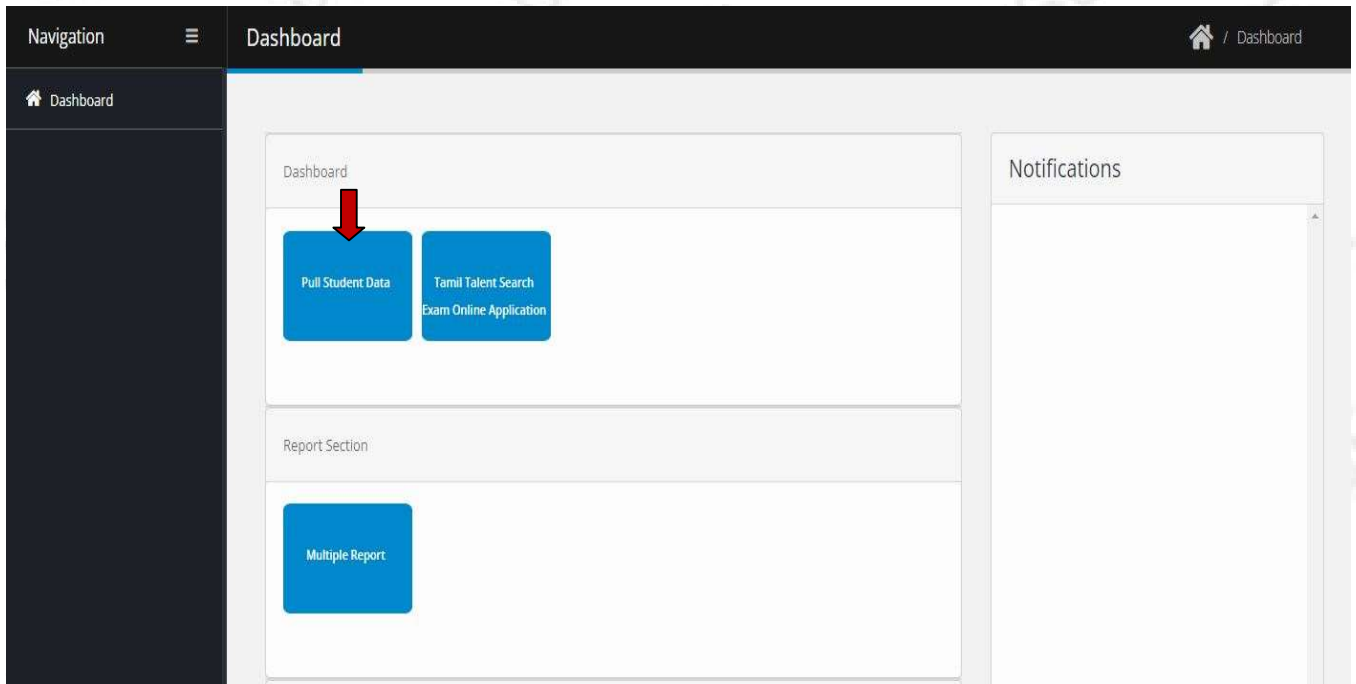 Navigation
Dashboard
/ Dashboard
Dashboard
Dashboard
Notifications
Pull Student Data
Tamil Talent Search
Exam Online Application
Report Section
Multiple Report